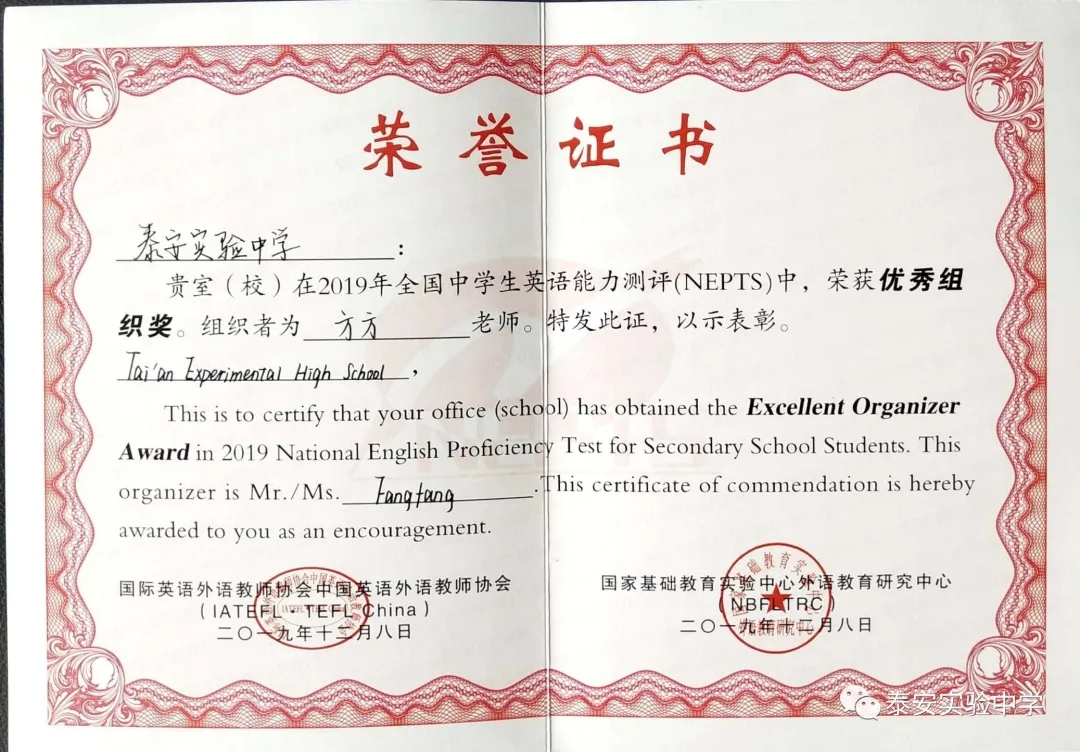 荣誉证书
泰安实验中学:
贵室（校）在2019年全国中学生英语能力测评(NEPTS)中，荣获优秀组
织奖。组织者为 方方 老师。特发此证，以示表彰。
Tai'an Experimental High School,
This is to certify that your office (school) has obtained the Excellent Organizer
Award in 2019 National English Proficiency Test for Secondary School Students. This
organizer is Mr./Ms. Fangfang .This certificate of commendation is hereby
awarded to you as an encouragement.
国际英语外语教师协会中国英语外语教师协会
(IATEFL TEFL China)
二〇一九年十二月八日
国家基础教育实验中心外语教育研究中心
(NBFLTRC)
二〇一九年十二月八日
泰安实验中学